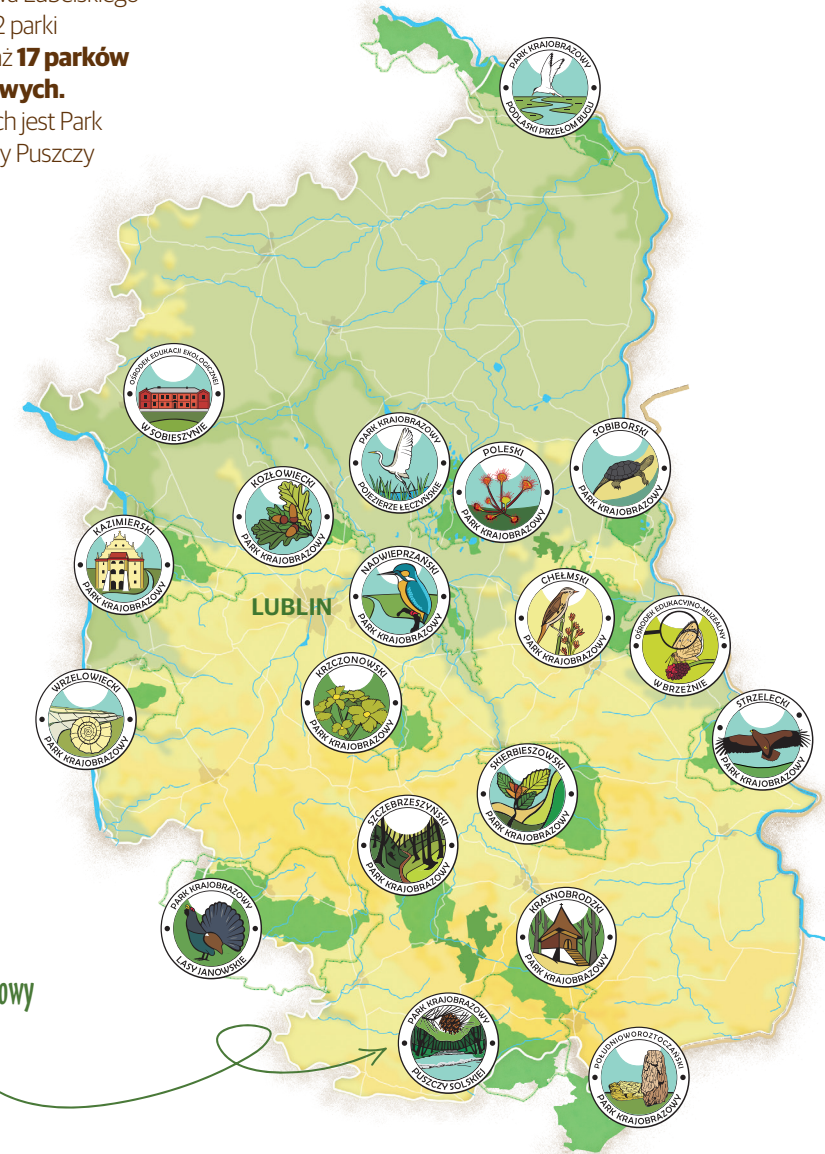 2 parki
ż 17 parków
wych.
ch jest Park
y Puszczy
PARK KRAJOBRAZOWY
PODLASKI PRZEŁOM BUGU
OŚRODEK EDUKACJI EKOLOGICZNEJ
W SOBIESZYNIE
PARK KRAJOBRAZOWY
POJEZIERZE ŁĘCZYŃSKIE
POLESKI
PARK KRAJOBRAZOWY
SOBIBORSKI
PARK KRAJOBRAZOWY
KOZŁOWIECKI
PARK KRAJOBRAZOWY
KAZIMIERSKI
PARK KRAJOBRAZOWY
NADWIEPRZAŃSKI
PARK KRAJOBRAZOWY
CHEŁMSKI
PARK KRAJOBRAZOWY
OŚRODEK EDUKACYJNO-MUZEALNY
W BRZEŹNIE
LUBLIN
KRZCZONOWSKI
PARK KRAJOBRAZOWY
WRZELOWIECKI
PARK KRAJOBRAZOWY
STRZELECKI
PARK KRAJOBRAZOWY
SKIERBIESZOWSKI
PARK KRAJOBRAZOWY
SZCZEBRZESZYŃSKI
PARK KRAJOBRAZOWY
PARK KRAJOBRAZOWY
LASY JANOWSKIE
KRASNOBRODZKI
PARK KRAJOBRAZOWY
owy
PARK KRAJOBRAZOWY
PUSZCZY SOLSKIEJ
POŁUDNIOWOROZTOCZAŃSKI
PARK KRAJOBRAZOWY